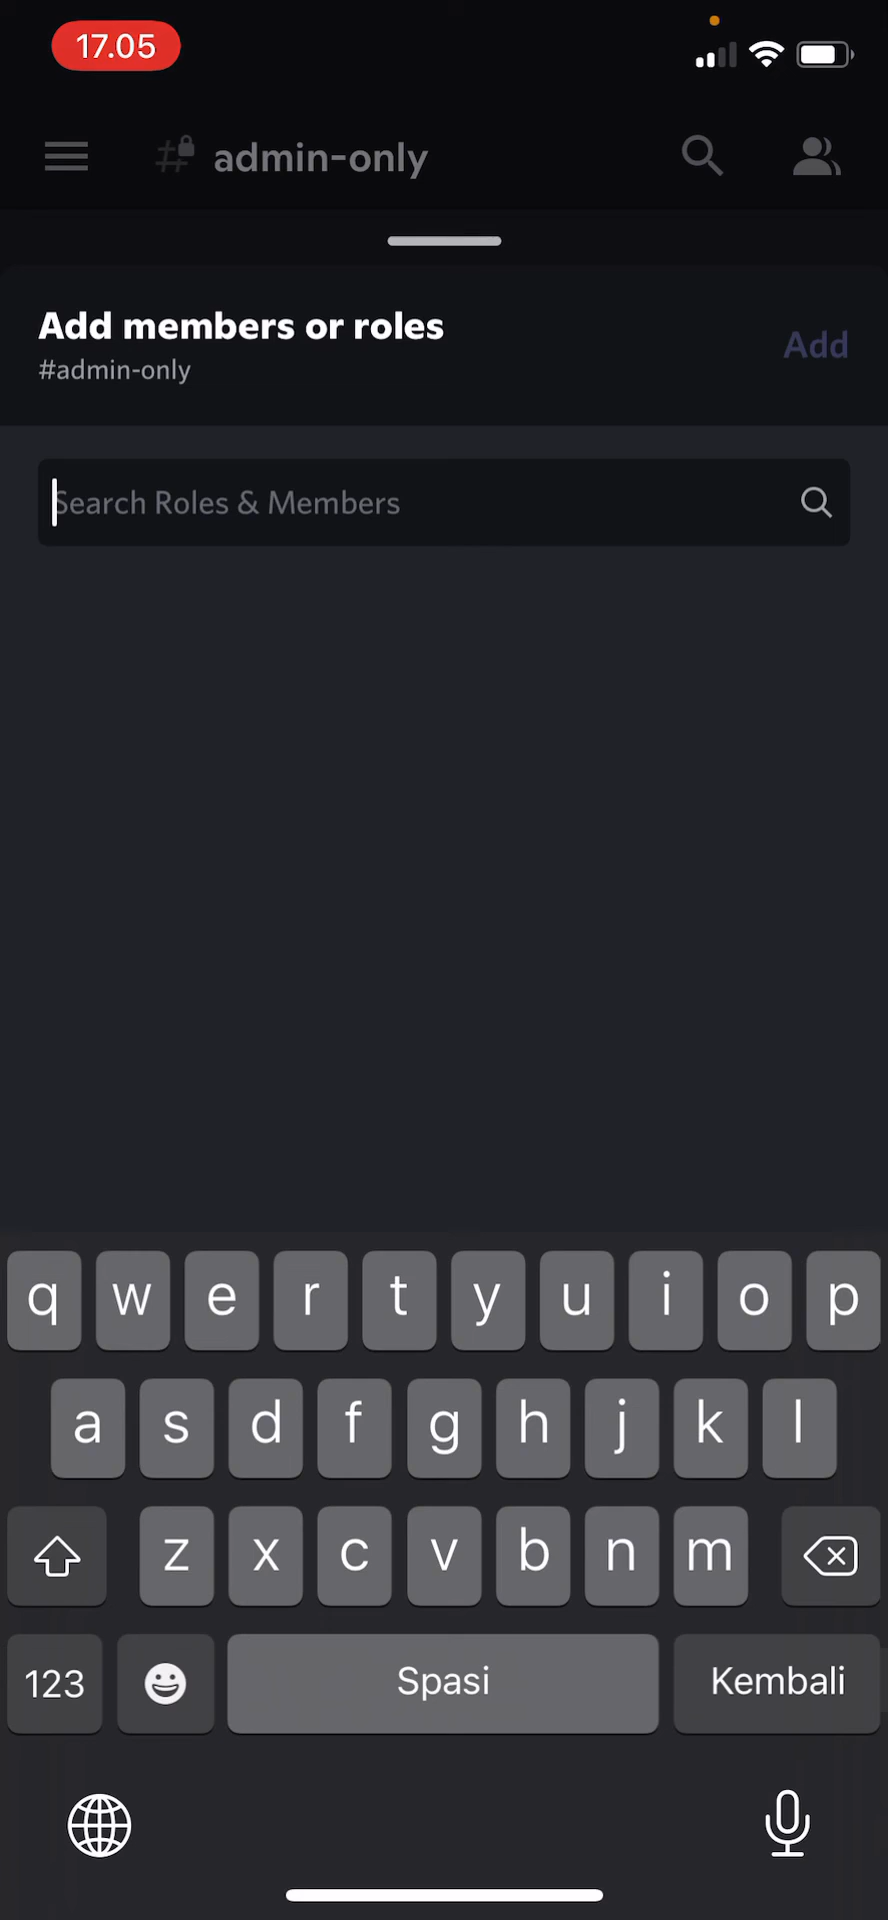 17.05
admin-only
Add members or roles
#admin-only
Add
Search Roles & Members
q w e r t y u i o p
a s d f g h j k l
z x c v b n m
123 Spasi Kembali